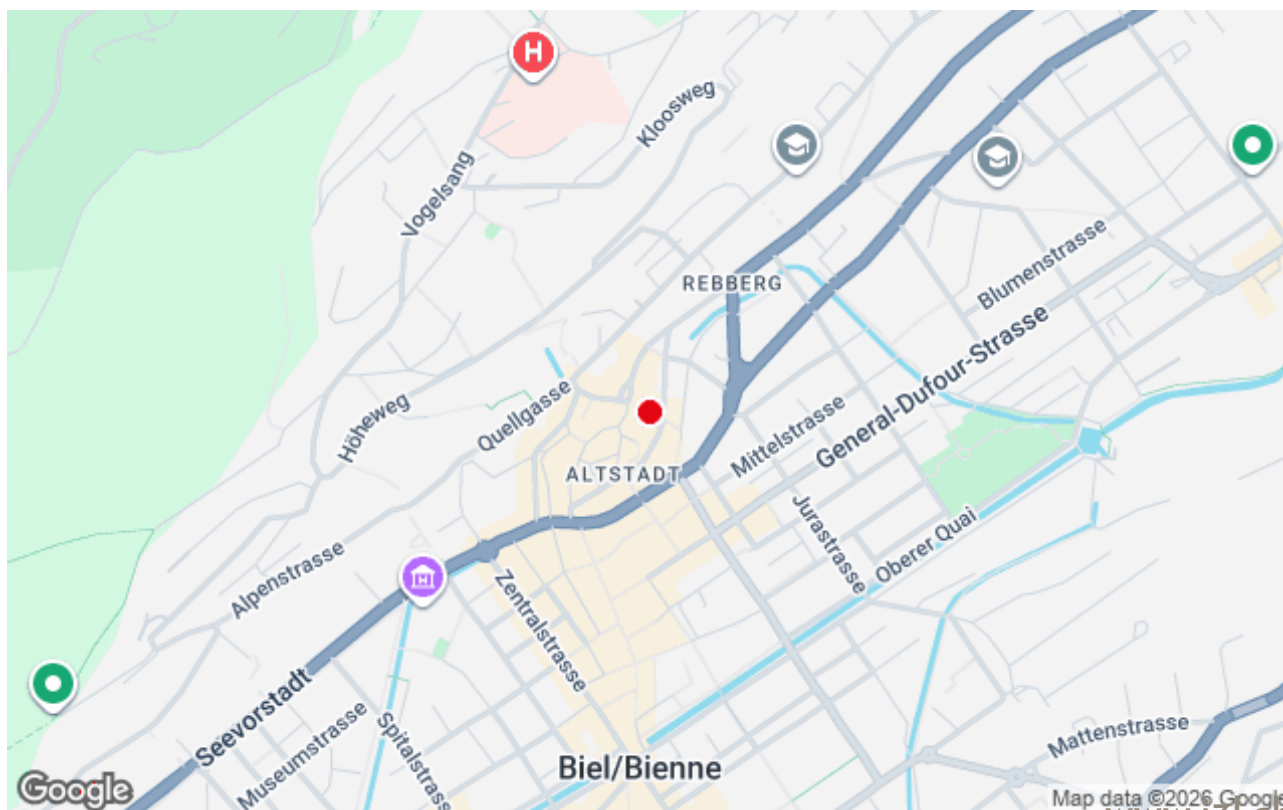 H
Kloosweg
Vogelsang
REBBERG
Blumenstrasse
General-Dufour-Strasse
Höheweg
Quellgasse
Mittelstrasse
ALTSTADT
Jurastrasse
Oberer Quai
Alpenstrasse
H
Zentralstrasse
Seevorstadt
Museumstrasse
Spitalstrasse
Mattenstrasse
Biel/Bienne
Google
Map data ©2026 Google